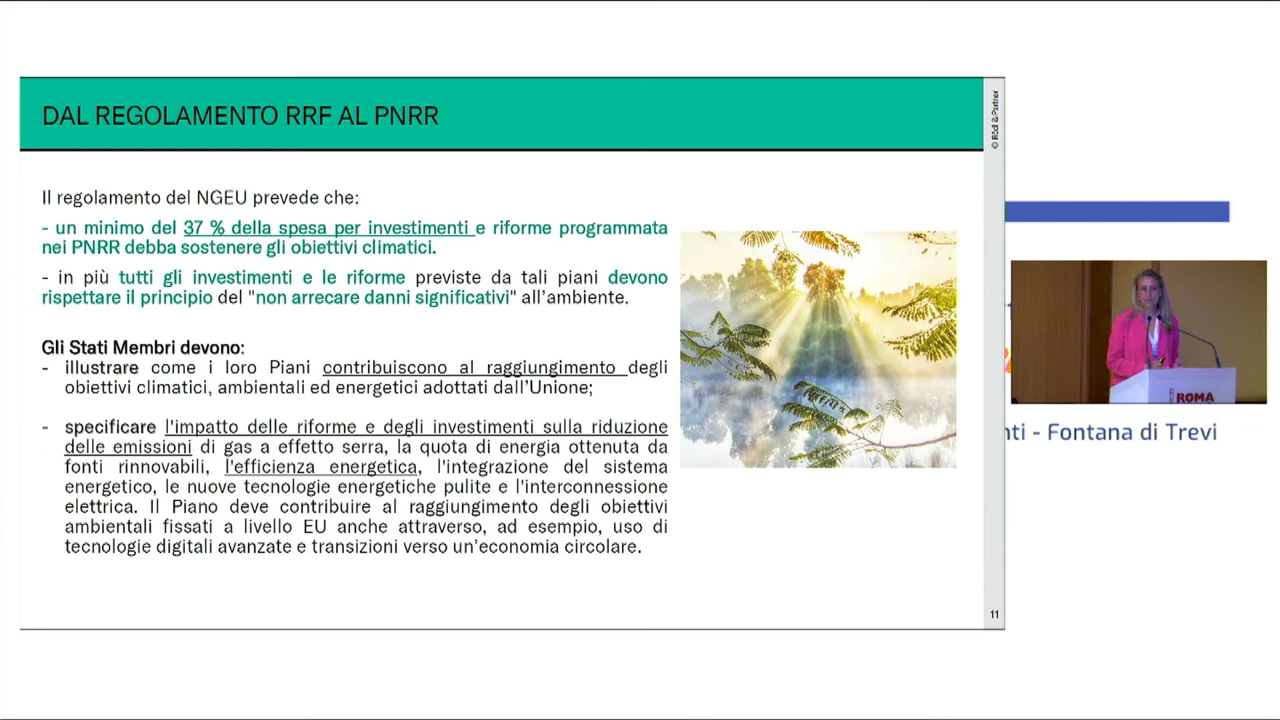 DAL REGOLAMENTO RRF AL PNRR
© Rödl & Partner
Il regolamento del NGEU prevede che:
- un minimo del 37 % della spesa per investimenti e riforme programmata
nei PNRR debba sostenere gli obiettivi climatici.
- in più tutti gli investimenti e le riforme previste da tali piani devono
rispettare il principio del "non arrecare danni significativi" all’ambiente.
Gli Stati Membri devono:
- illustrare come i loro Piani contribuiscono al raggiungimento degli
obiettivi climatici, ambientali ed energetici adottati dall’Unione;
- specificare l'impatto delle riforme e degli investimenti sulla riduzione
delle emissioni di gas a effetto serra, la quota di energia ottenuta da
fonti rinnovabili, l'efficienza energetica, l'integrazione del sistema
energetico, le nuove tecnologie energetiche pulite e l'interconnessione
elettrica. Il Piano deve contribuire al raggiungimento degli obiettivi
ambientali fissati a livello EU anche attraverso, ad esempio, uso di
tecnologie digitali avanzate e transizioni verso un’economia circolare.
11
ROMA
nti - Fontana di Trevi